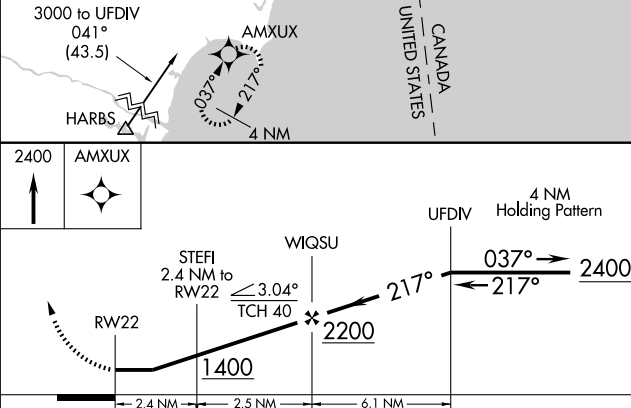 3000 to UFDIV
041°
(43.5)
AMXUX
CANADA
UNITED STATES
037°
217°
HARBS
4 NM
2400
AMXUX
4 NM
Holding Pattern
UFDIV
WIQSU
STEFI
2.4 NM to
RW22
3.04°
TCH 40
037°
217°
2400
217°
RW22
2200
1400
2.4 NM
2.5 NM
6.1 NM